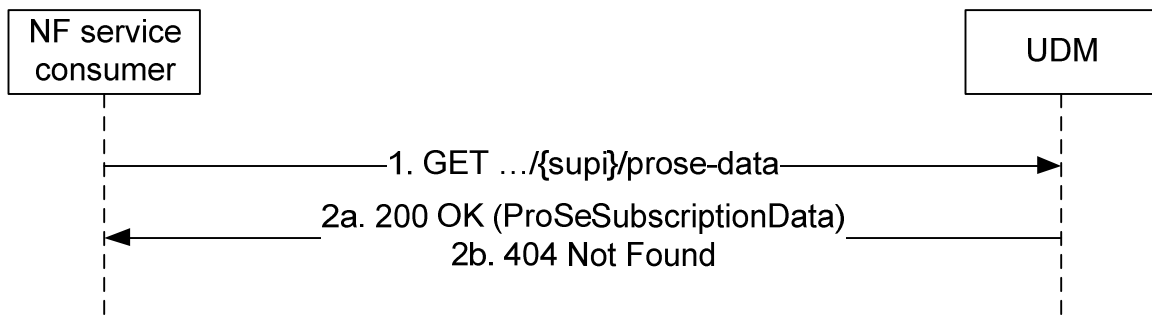 NF service
consumer
UDM
1. GET …/{supi}/prose-data
2a. 200 OK (ProSeSubscriptionData)
2b. 404 Not Found